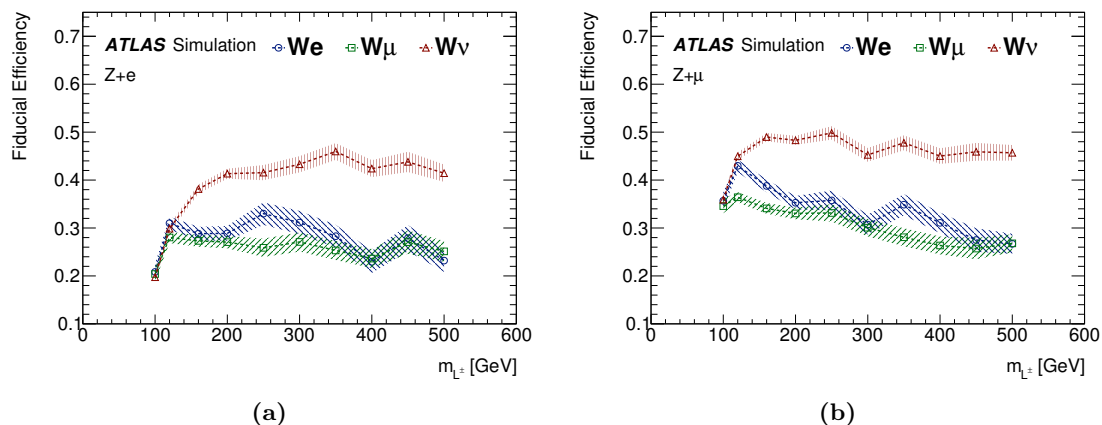 Fiducial Efficiency
0.7
0.6
0.5
0.4
0.3
0.2
0.1
ATLAS Simulation
We Wμ Wν
Z+e
0 100 200 300 400 500 600
m_L± [GeV]
(a)
Fiducial Efficiency
0.7
0.6
0.5
0.4
0.3
0.2
0.1
ATLAS Simulation
We Wμ Wν
Z+μ
0 100 200 300 400 500 600
m_L± [GeV]
(b)